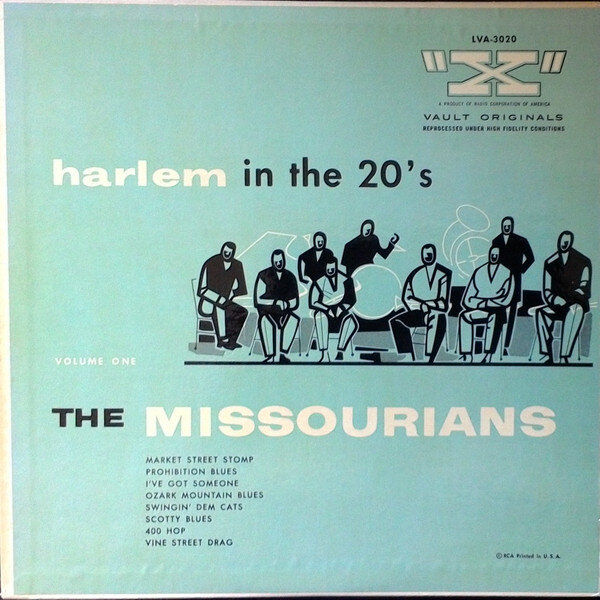 LVA-3020
"X"
A PRODUCT OF RADIO CORPORATION OF AMERICA
VAULT ORIGINALS
REPROCESSED UNDER HIGH FIDELITY CONDITIONS
harlem in the 20's
VOLUME ONE
THE MISSOURIANS
MARKET STREET STOMP
PROHIBITION BLUES
I'VE GOT SOMEONE
OZARK MOUNTAIN BLUES
SWINGIN' DEM CATS
SCOTTY BLUES
400 HOP
VINE STREET DRAG
© RCA Printed in U.S.A.